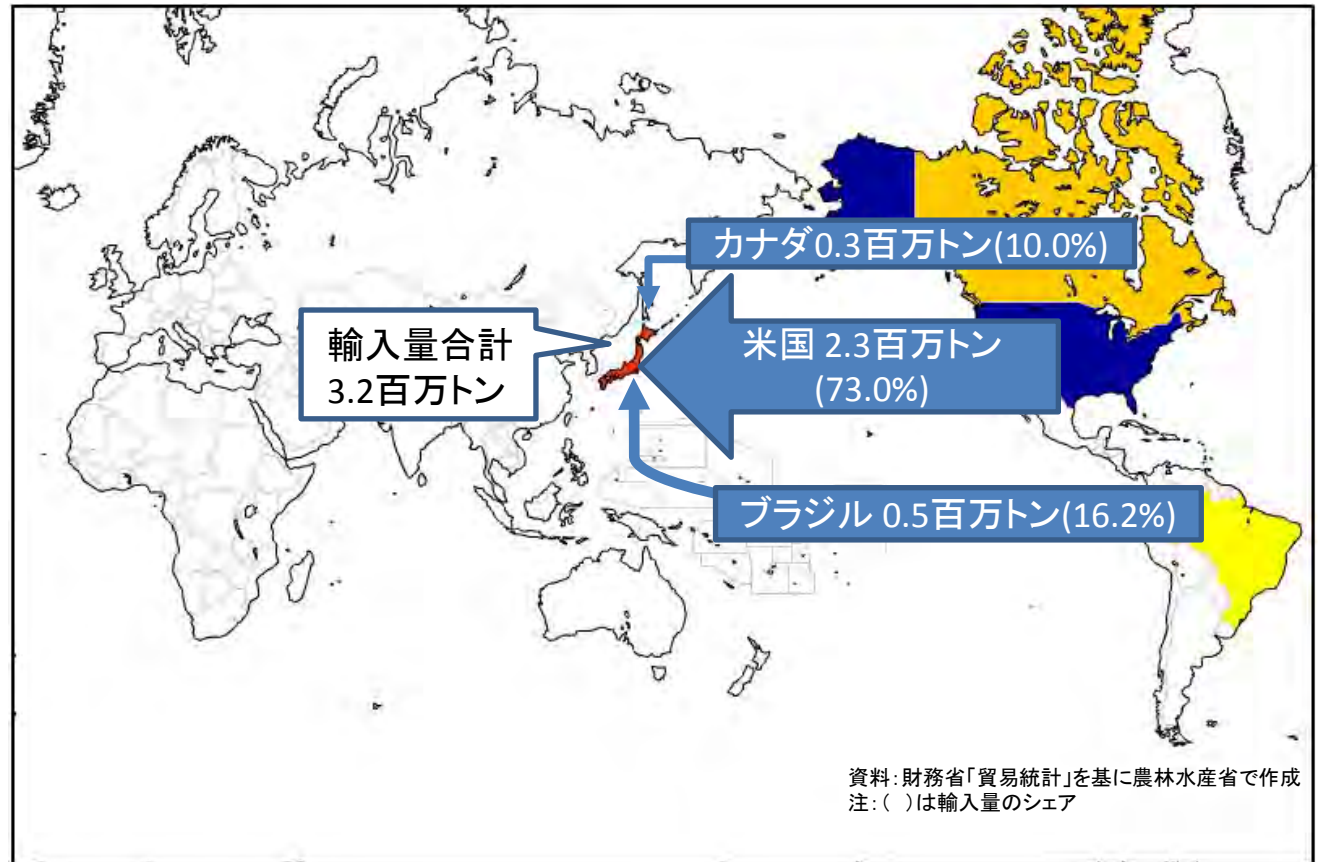 カナダ0.3百万トン(10.0%)
輸入量合計
3.2百万トン
米国 2.3百万トン
(73.0%)
ブラジル 0.5百万トン(16.2%)
資料:財務省「貿易統計」を基に農林水産省で作成
注:( )は輸入量のシェア